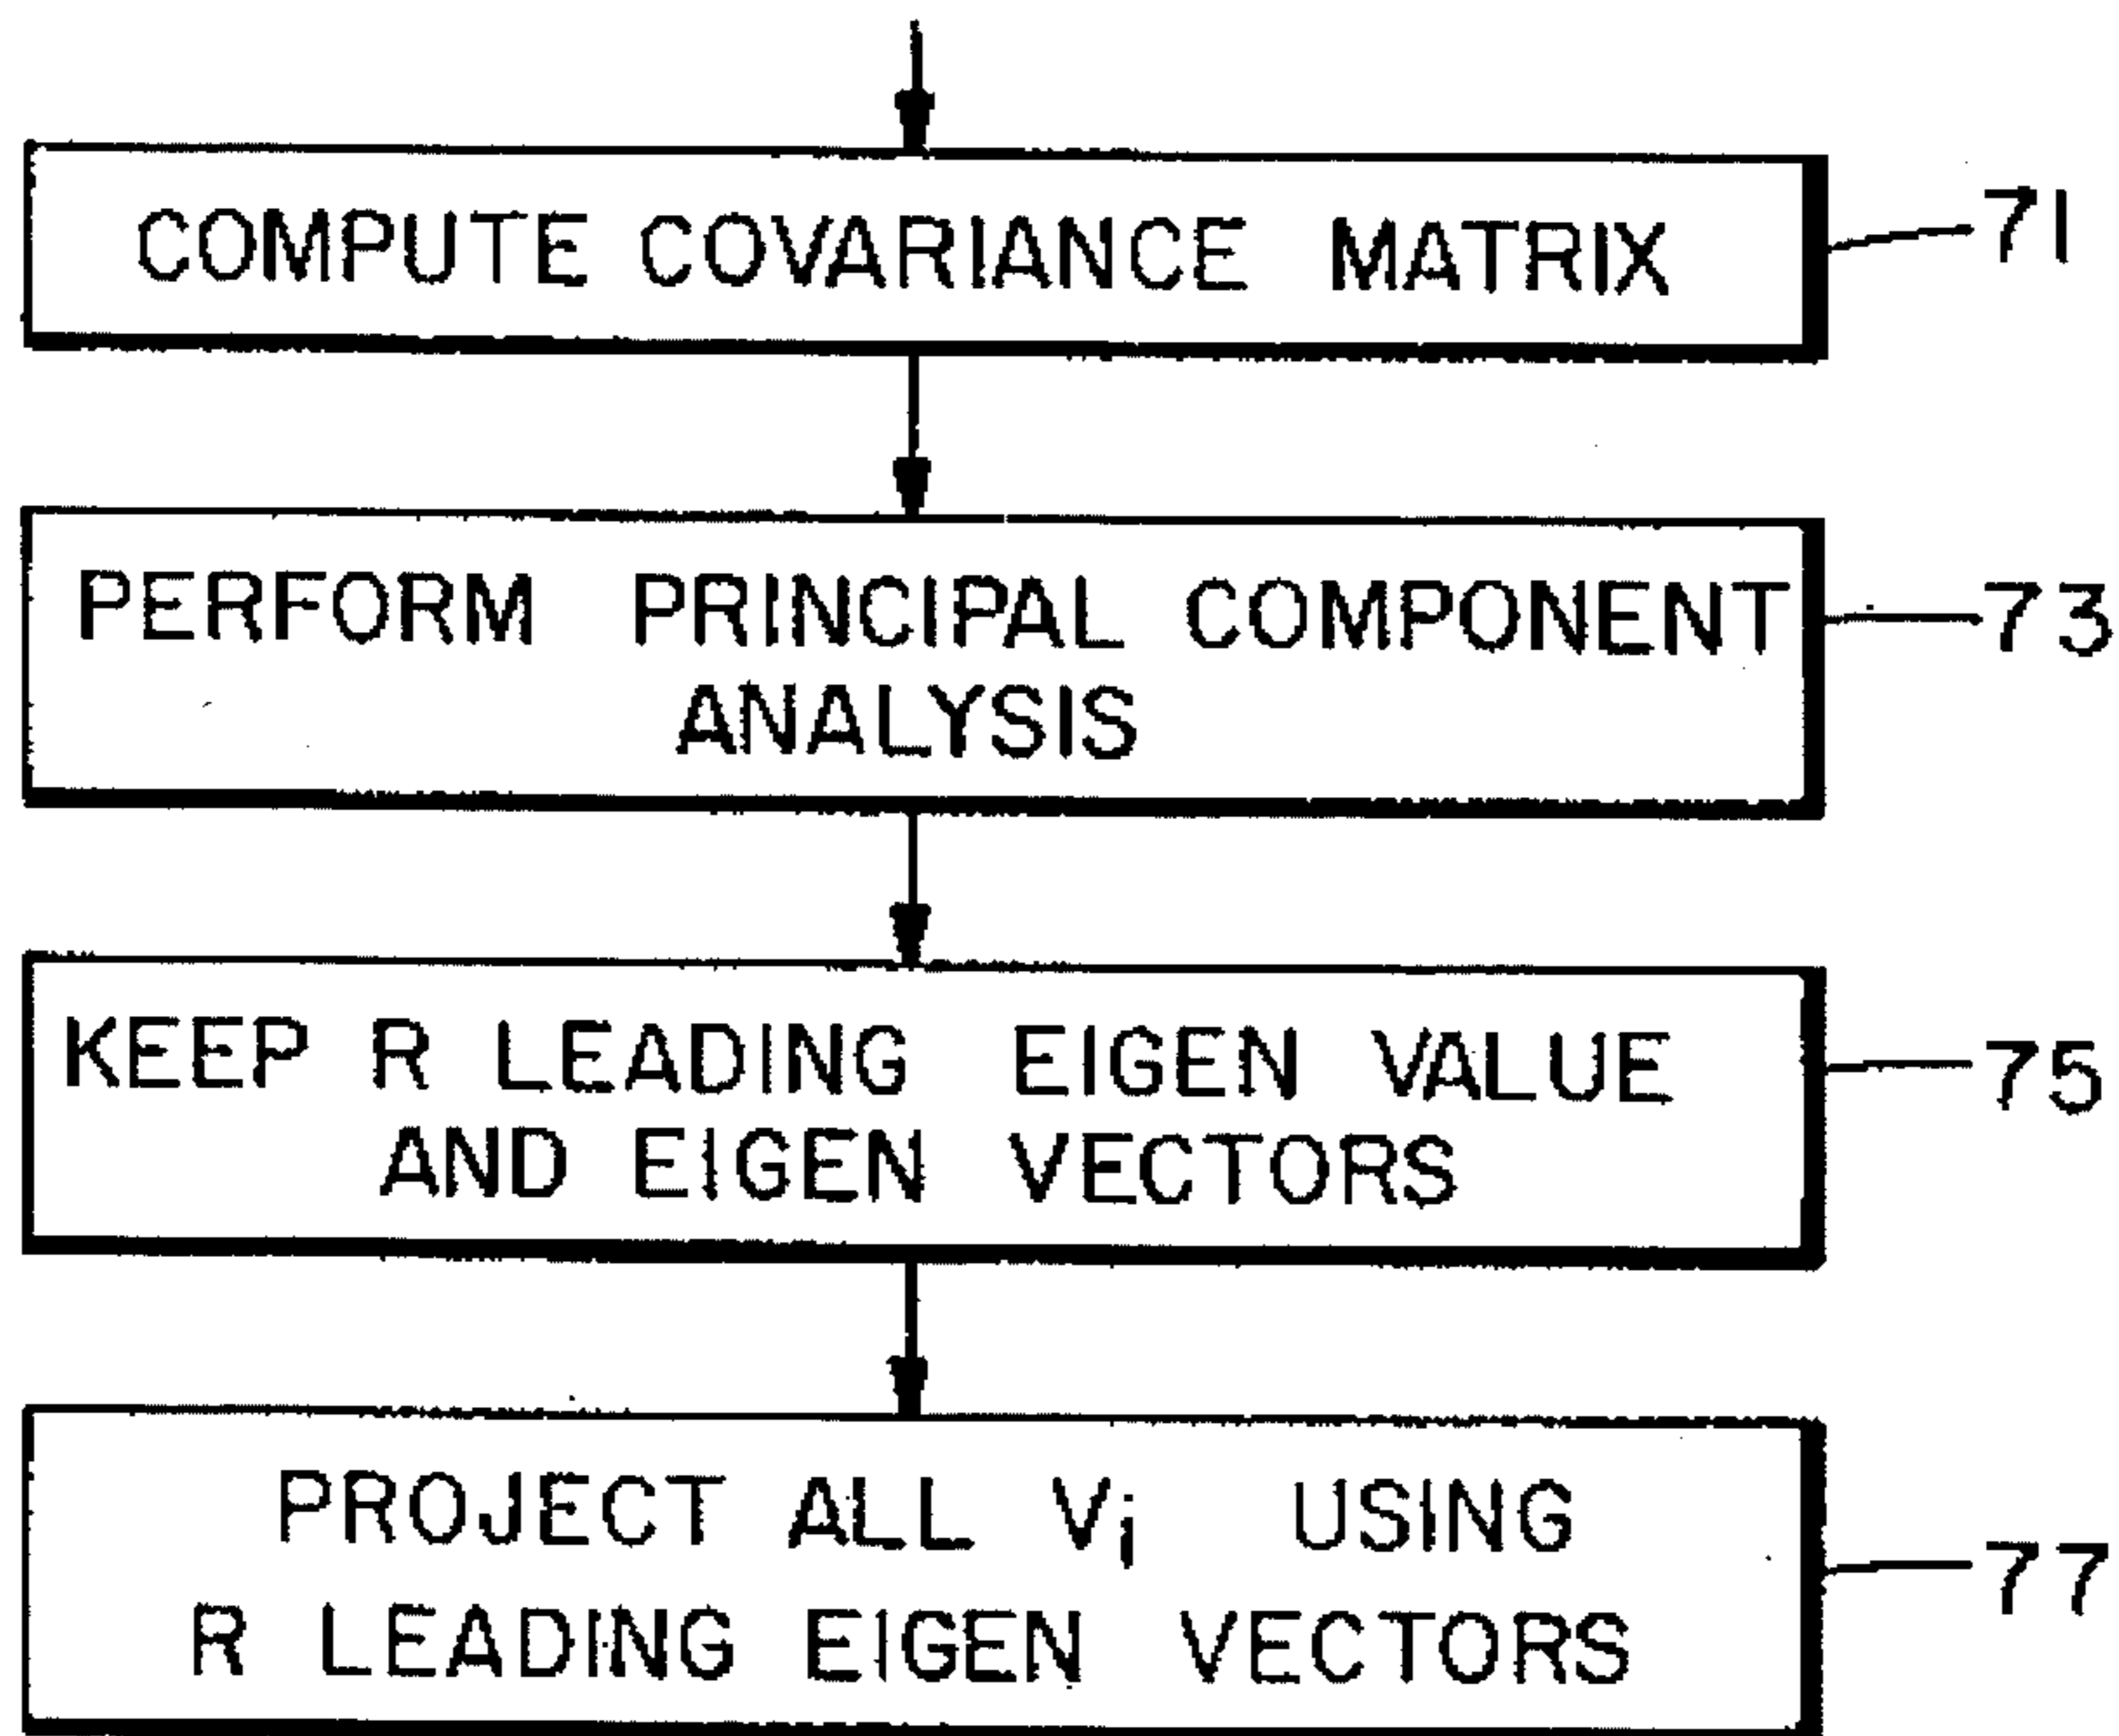 COMPUTE COVARIANCE MATRIX
71
PERFORM PRINCIPAL COMPONENT
ANALYSIS
73
KEEP R LEADING EIGEN VALUE
AND EIGEN VECTORS
75
PROJECT ALL Vi USING
R LEADING EIGEN VECTORS
77